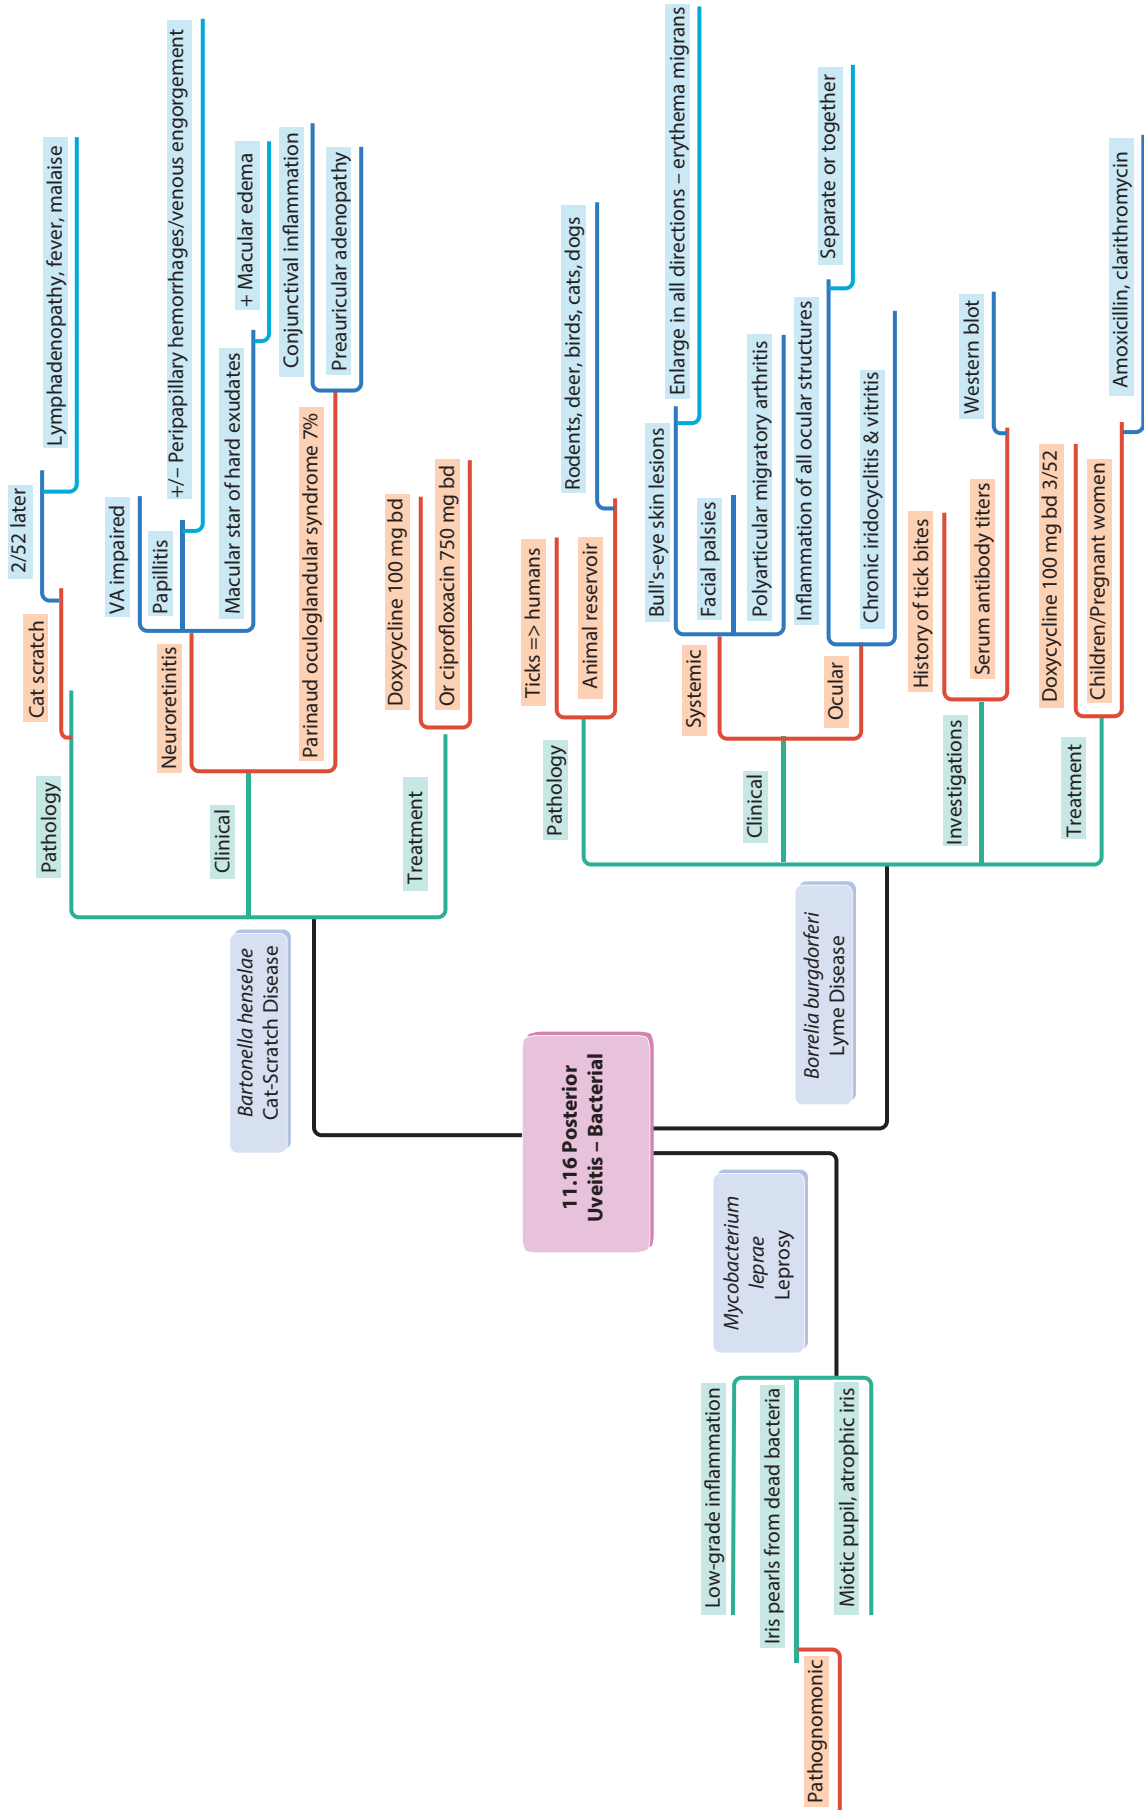 11.16 Posterior
Uveitis – Bacterial
Bartonella henselae
Cat-Scratch Disease
Pathology
Cat scratch
2/52 later
Lymphadenopathy, fever, malaise
Clinical
Neuroretinitis
VA impaired
Papillitis
+/– Peripapillary hemorrhages/venous engorgement
Macular star of hard exudates
+ Macular edema
Parinaud oculoglandular syndrome 7%
Conjunctival inflammation
Preauricular adenopathy
Treatment
Doxycycline 100 mg bd
Or ciprofloxacin 750 mg bd
Borrelia burgdorferi
Lyme Disease
Pathology
Ticks => humans
Animal reservoir
Rodents, deer, birds, cats, dogs
Clinical
Systemic
Bull's-eye skin lesions
Enlarge in all directions – erythema migrans
Facial palsies
Polyarticular migratory arthritis
Ocular
Inflammation of all ocular structures
Separate or together
Chronic iridocyclitis & vitritis
Investigations
History of tick bites
Serum antibody titers
Western blot
Treatment
Doxycycline 100 mg bd 3/52
Children/Pregnant women
Amoxicillin, clarithromycin
Mycobacterium
leprae
Leprosy
Low-grade inflammation
Iris pearls from dead bacteria
Pathognomonic
Miotic pupil, atrophic iris